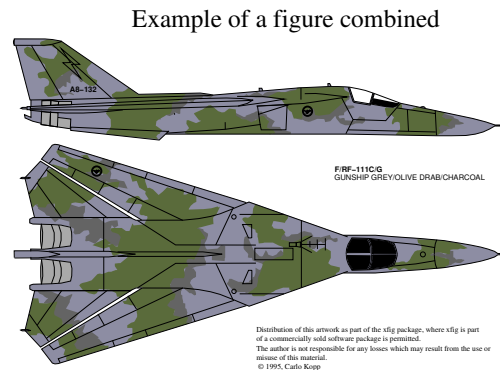 Example of a figure combined
A8-132
F/RF-111C/G
GUNSHIP GREY/OLIVE DRAB/CHARCOAL
Distribution of this artwork as part of the xfig package, where xfig is part
of a commercially sold software package is permitted.
The author is not responsible for any losses which may result from the use or
misuse of this material.
© 1995, Carlo Kopp